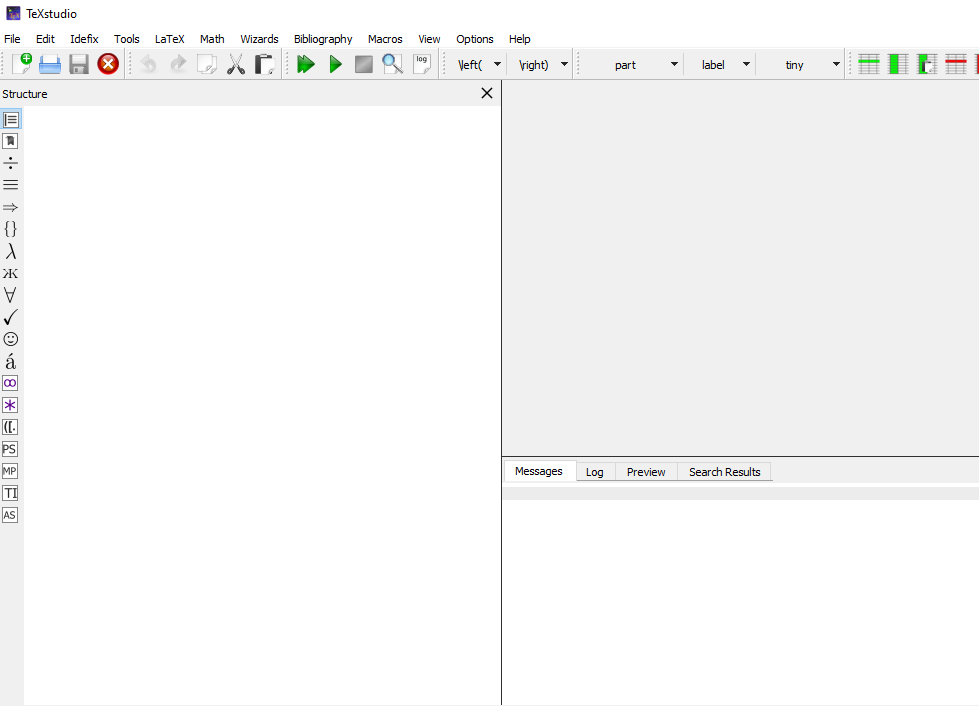 TeXstudio
File Edit Idefix Tools LaTeX Math Wizards Bibliography Macros View Options Help
log \left( \right) part label tiny
Structure
÷
{}
λ
Ж
∀
á
∞
*
([.
PS
MP
TI
AS
Messages Log Preview Search Results